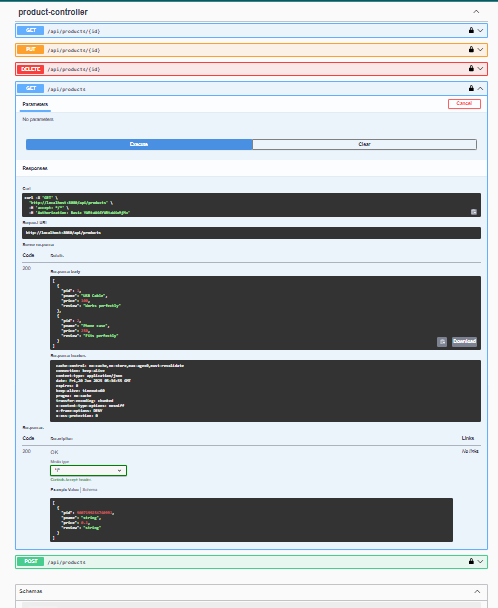 product-controller
GET /api/products/{id}
PUT /api/products/{id}
DELETE /api/products/{id}
GET /api/products
Parameters
Cancel
No parameters
Execute
Clear
Responses
Curl
curl -X 'GET' \
'http://localhost:8080/api/products' \
-H 'accept: */*' \
-H 'Authorization: Basic
Request URL
http://localhost:8080/api/products
Server response
Code Details
200
Response body
[
{
"pid": 1,
"pname": "USB Cable",
"price":
"review": "Works perfectly"
},
{
"pid": 2,
"pname": "Phone case",
"price":
"review": "Fits perfectly"
}
]
Download
Response headers
cache-control: no-cache,no-store,max-age=0,must-revalidate
connection: keep-alive
content-type: application/json
date: Fri,20 Jun 2025 GMT
expires: 0
keep-alive: timeout=60
pragma: no-cache
transfer-encoding: chunked
x-content-type-options: nosniff
x-frame-options: DENY
x-xss-protection: 0
Responses
Code Description Links
200 OK No links
Media type
*/*
Controls Accept header.
Example Value | Schema
[
{
"pid":
"pname": "string",
"price": 0.1,
"review": "string"
}
]
POST /api/products
Schemas